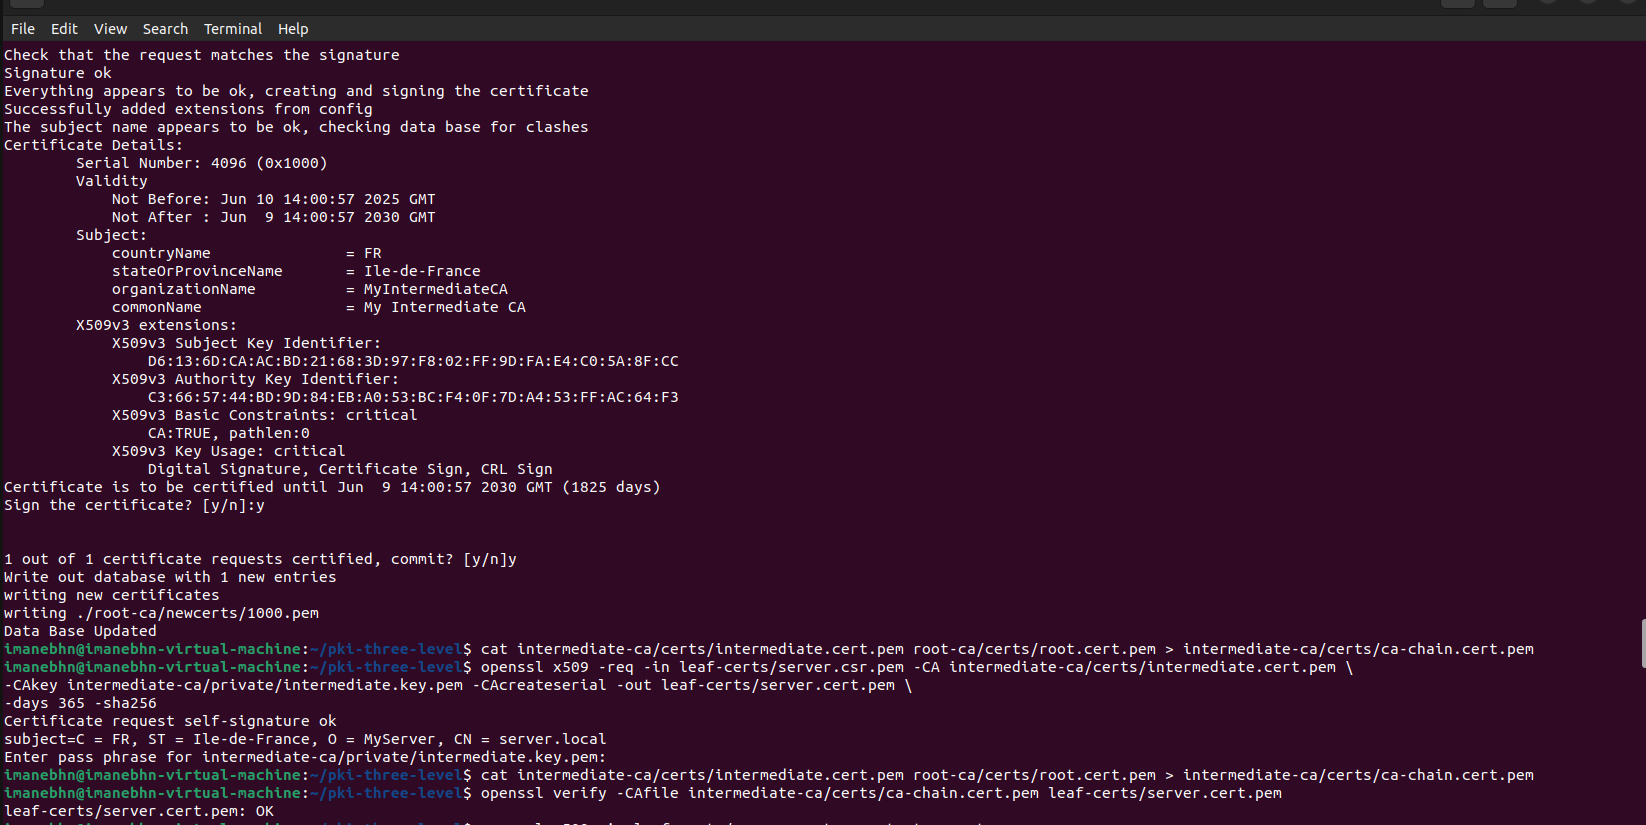 File Edit View Search Terminal Help
Check that the request matches the signature
Signature ok
Everything appears to be ok, creating and signing the certificate
Successfully added extensions from config
The subject name appears to be ok, checking data base for clashes
Certificate Details:
Serial Number: 4096 (0x1000)
Validity
Not Before: Jun 10 14:00:57 2025 GMT
Not After : Jun  9 14:00:57 2030 GMT
Subject:
countryName = FR
stateOrProvinceName = Ile-de-France
organizationName = MyIntermediateCA
commonName = My Intermediate CA
X509v3 extensions:
X509v3 Subject Key Identifier:
D6:13:6D:CA:AC:BD:21:68:3D:97:F8:02:FF:9D:FA:E4:C0:5A:8F:CC
X509v3 Authority Key Identifier:
C3:66:57:44:BD:9D:84:EB:A0:53:BC:F4:0F:7D:A4:53:FF:AC:64:F3
X509v3 Basic Constraints: critical
CA:TRUE, pathlen:0
X509v3 Key Usage: critical
Digital Signature, Certificate Sign, CRL Sign
Certificate is to be certified until Jun  9 14:00:57 2030 GMT (1825 days)
Sign the certificate? [y/n]:y
1 out of 1 certificate requests certified, commit? [y/n]y
Write out database with 1 new entries
writing new certificates
writing ./root-ca/newcerts/1000.pem
Data Base Updated
imanebhn@imanebhn-virtual-machine:~/pki-three-level$ cat intermediate-ca/certs/intermediate.cert.pem root-ca/certs/root.cert.pem > intermediate-ca/certs/ca-chain.cert.pem
imanebhn@imanebhn-virtual-machine:~/pki-three-level$ openssl x509 -req -in leaf-certs/server.csr.pem -CA intermediate-ca/certs/intermediate.cert.pem \
-CAkey intermediate-ca/private/intermediate.key.pem -CAcreateserial -out leaf-certs/server.cert.pem \
-days 365 -sha256
Certificate request self-signature ok
subject=C = FR, ST = Ile-de-France, O = MyServer, CN = server.local
Enter pass phrase for intermediate-ca/private/intermediate.key.pem:
imanebhn@imanebhn-virtual-machine:~/pki-three-level$ cat intermediate-ca/certs/intermediate.cert.pem root-ca/certs/root.cert.pem > intermediate-ca/certs/ca-chain.cert.pem
imanebhn@imanebhn-virtual-machine:~/pki-three-level$ openssl verify -CAfile intermediate-ca/certs/ca-chain.cert.pem leaf-certs/server.cert.pem
leaf-certs/server.cert.pem: OK